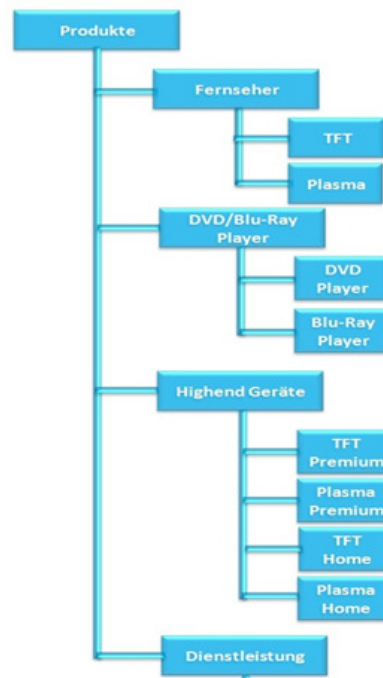 Produkte
Fernseher
TFT
Plasma
DVD/Blu-Ray
Player
DVD
Player
Blu-Ray
Player
Highend Geräte
TFT
Premium
Plasma
Premium
TFT
Home
Plasma
Home
Dienstleistung